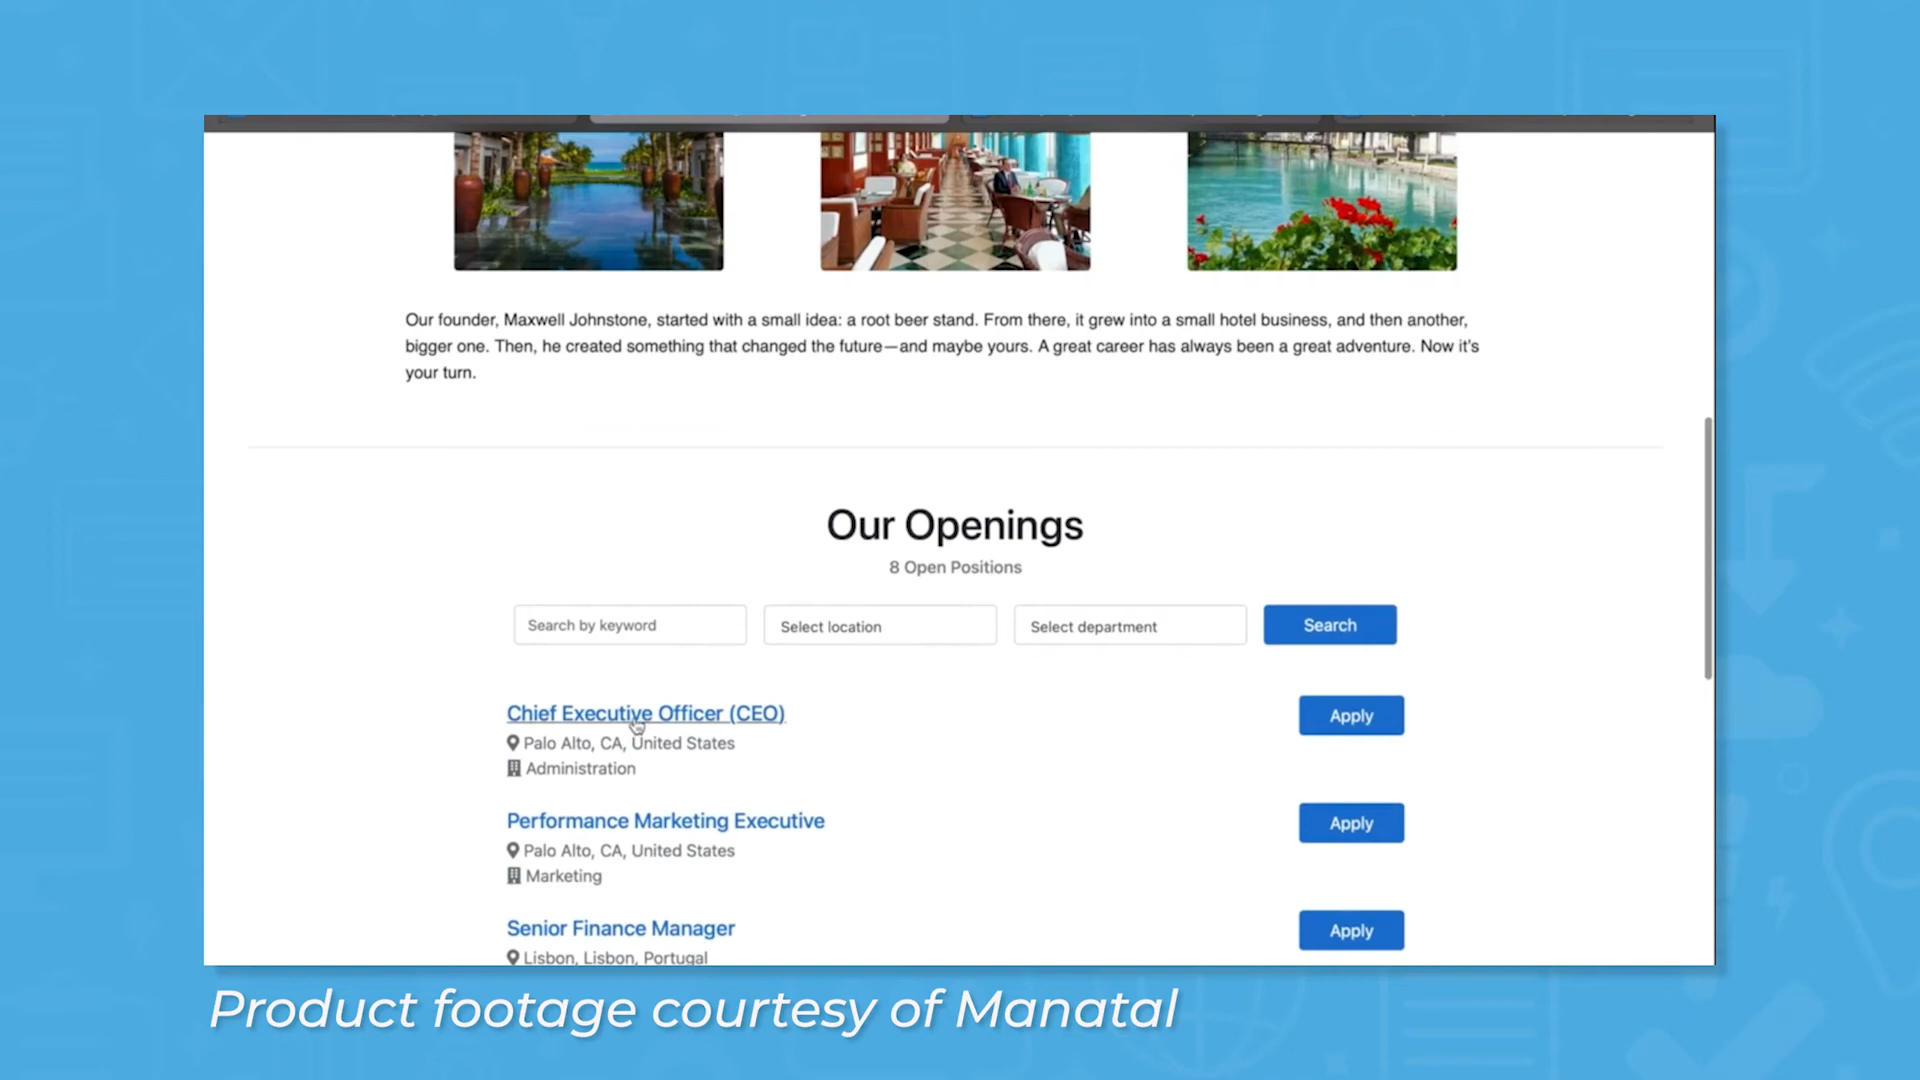 Our founder, Maxwell Johnstone, started with a small idea: a root beer stand. From there, it grew into a small hotel business, and then another,
bigger one. Then, he created something that changed the future—and maybe yours. A great career has always been a great adventure. Now it's
your turn.
Our Openings
8 Open Positions
Search by keyword
Select location
Select department
Search
Chief Executive Officer (CEO)
Apply
Palo Alto, CA, United States
Administration
Performance Marketing Executive
Apply
Palo Alto, CA, United States
Marketing
Senior Finance Manager
Apply
Lisbon, Lisbon, Portugal
Product footage courtesy of Manatal